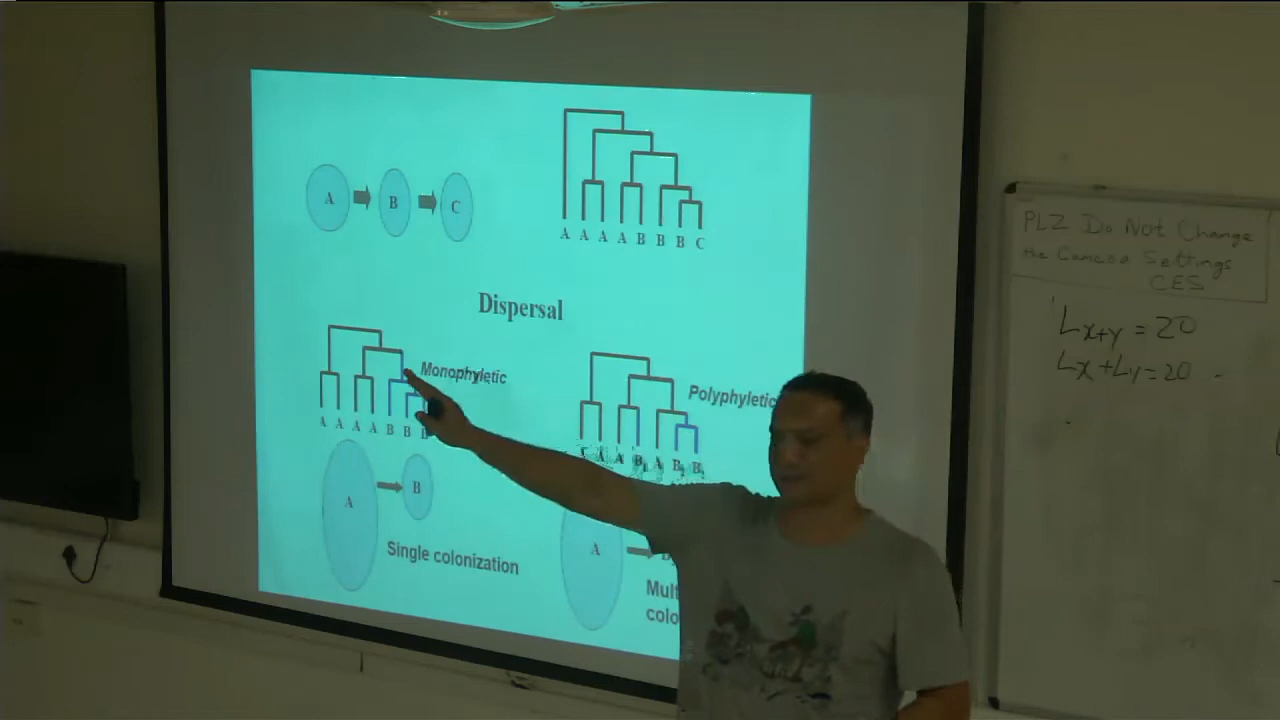 A B C
A A A A B B B C
Dispersal
Monophyletic
A A A A B B
Polyphyletic
A B
A
Single colonization
PLZ Do Not Change
the Camera Settings
CES
Lx+y = 20
Lx + Ly = 20